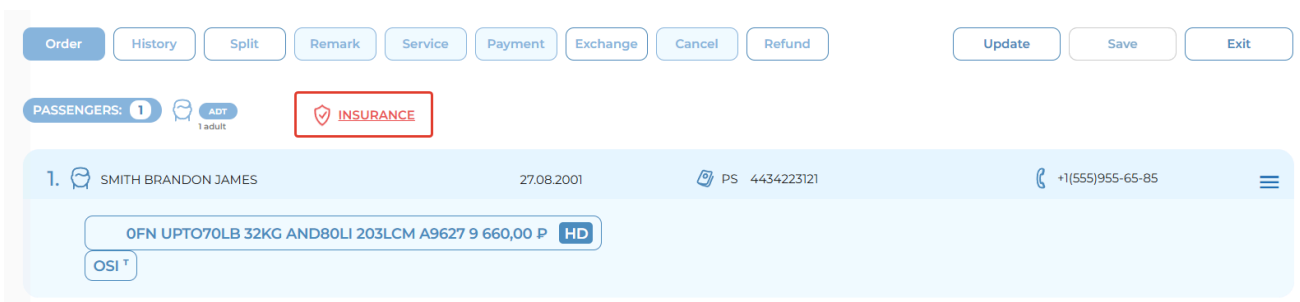 Order History Split Remark Service Payment Exchange Cancel Refund Update Save Exit
PASSENGERS: 1 ADT INSURANCE
1 adult
1. SMITH BRANDON JAMES 27.08.2001 PS 4434223121 +1(555)955-65-85
0FN UPTO70LB 32KG AND80LI 203LCM A9627 9 660,00 ₽ HD
OSI T